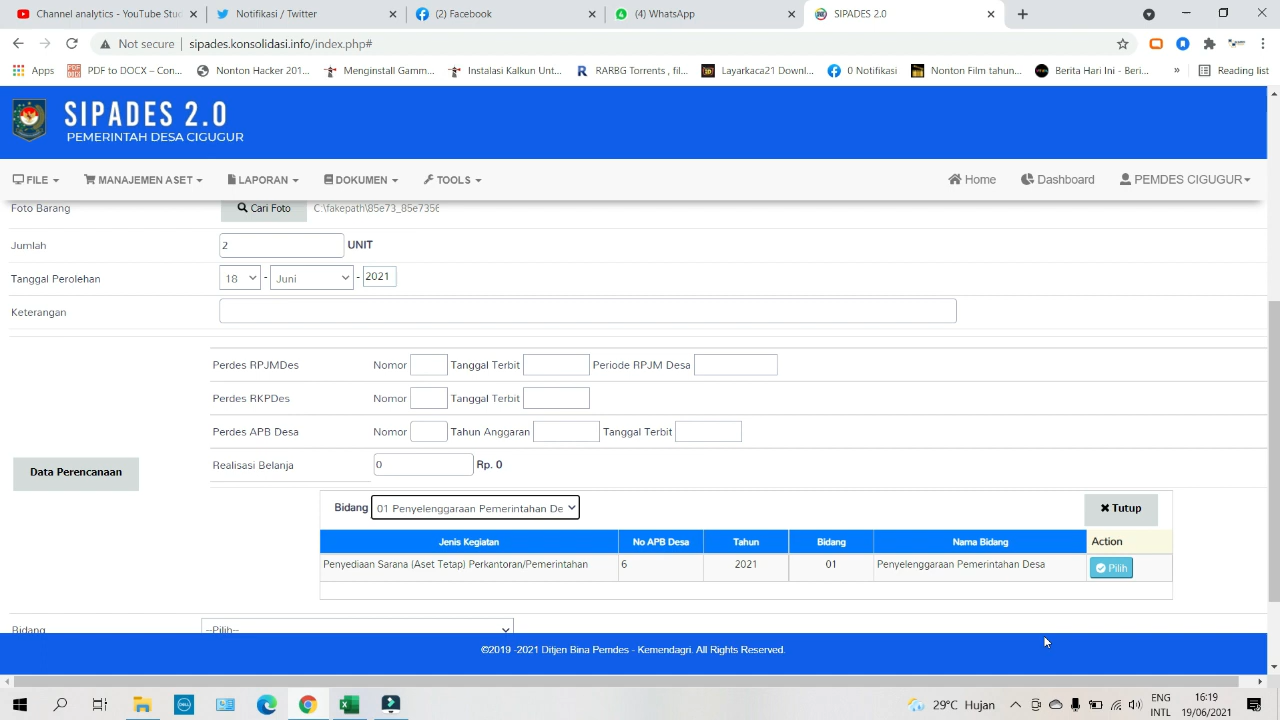 Channel analytics - YouTube Stud
Notifikasi / Twitter
(2) Facebook
(4) WhatsApp
SIPADES 2.0
Not secure | sipades.konsolidasi.info/index.php#
Apps
PDF to DOCX – Con...
Nonton Hacker 201...
Menginstall Gamm...
Instalasi Kalkun Unt...
RARBG Torrents , fil...
Layarkaca21 Downl...
0 Notifikasi
Nonton Film tahun...
Berita Hari Ini - Beri...
»
Reading list
SIPADES 2.0
PEMERINTAH DESA CIGUGUR
FILE
MANAJEMEN ASET
LAPORAN
DOKUMEN
TOOLS
Home
Dashboard
PEMDES CIGUGUR
Foto Barang
Cari Foto
C:\fakepath\85e73_85e7356
Jumlah
2
UNIT
Tanggal Perolehan
18 - Juni - 2021
Keterangan
Perdes RPJMDes
Nomor
Tanggal Terbit
Periode RPJM Desa
Perdes RKPDes
Nomor
Tanggal Terbit
Perdes APB Desa
Nomor
Tahun Anggaran
Tanggal Terbit
Data Perencanaan
Realisasi Belanja
0
Rp. 0
Bidang
01 Penyelenggaraan Pemerintahan De
Tutup
Jenis Kegiatan
No APB Desa
Tahun
Bidang
Nama Bidang
Action
Penyediaan Sarana (Aset Tetap) Perkantoran/Pemerintahan
6
2021
01
Penyelenggaraan Pemerintahan Desa
Pilih
Bidang
--Pilih--
©2019 -2021 Ditjen Bina Pemdes - Kemendagri. All Rights Reserved.
DELL
29°C Hujan
ENG
INTL
16:19
19/06/2021